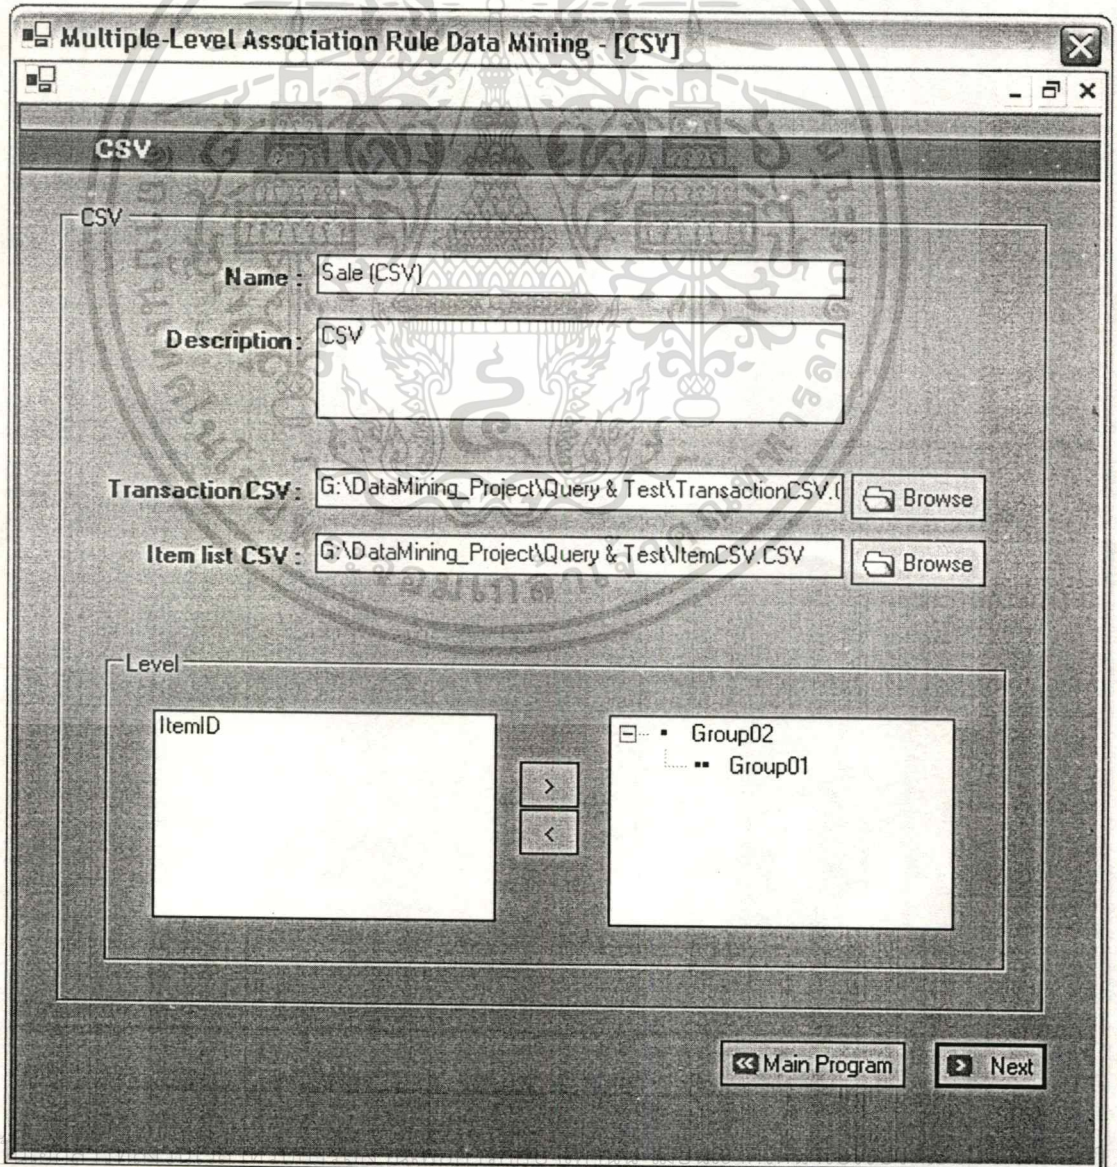 Multiple-Level Association Rule Data Mining - [CSV]
CSV
CSV
Name : Sale (CSV)
Description : CSV
Transaction CSV : G:\DataMining_Project\Query & Test\TransactionCSV.( Browse
Item list CSV : G:\DataMining_Project\Query & Test\ItemCSV.CSV Browse
Level
ItemID
Group02
>
Group01
<
Main Program Next